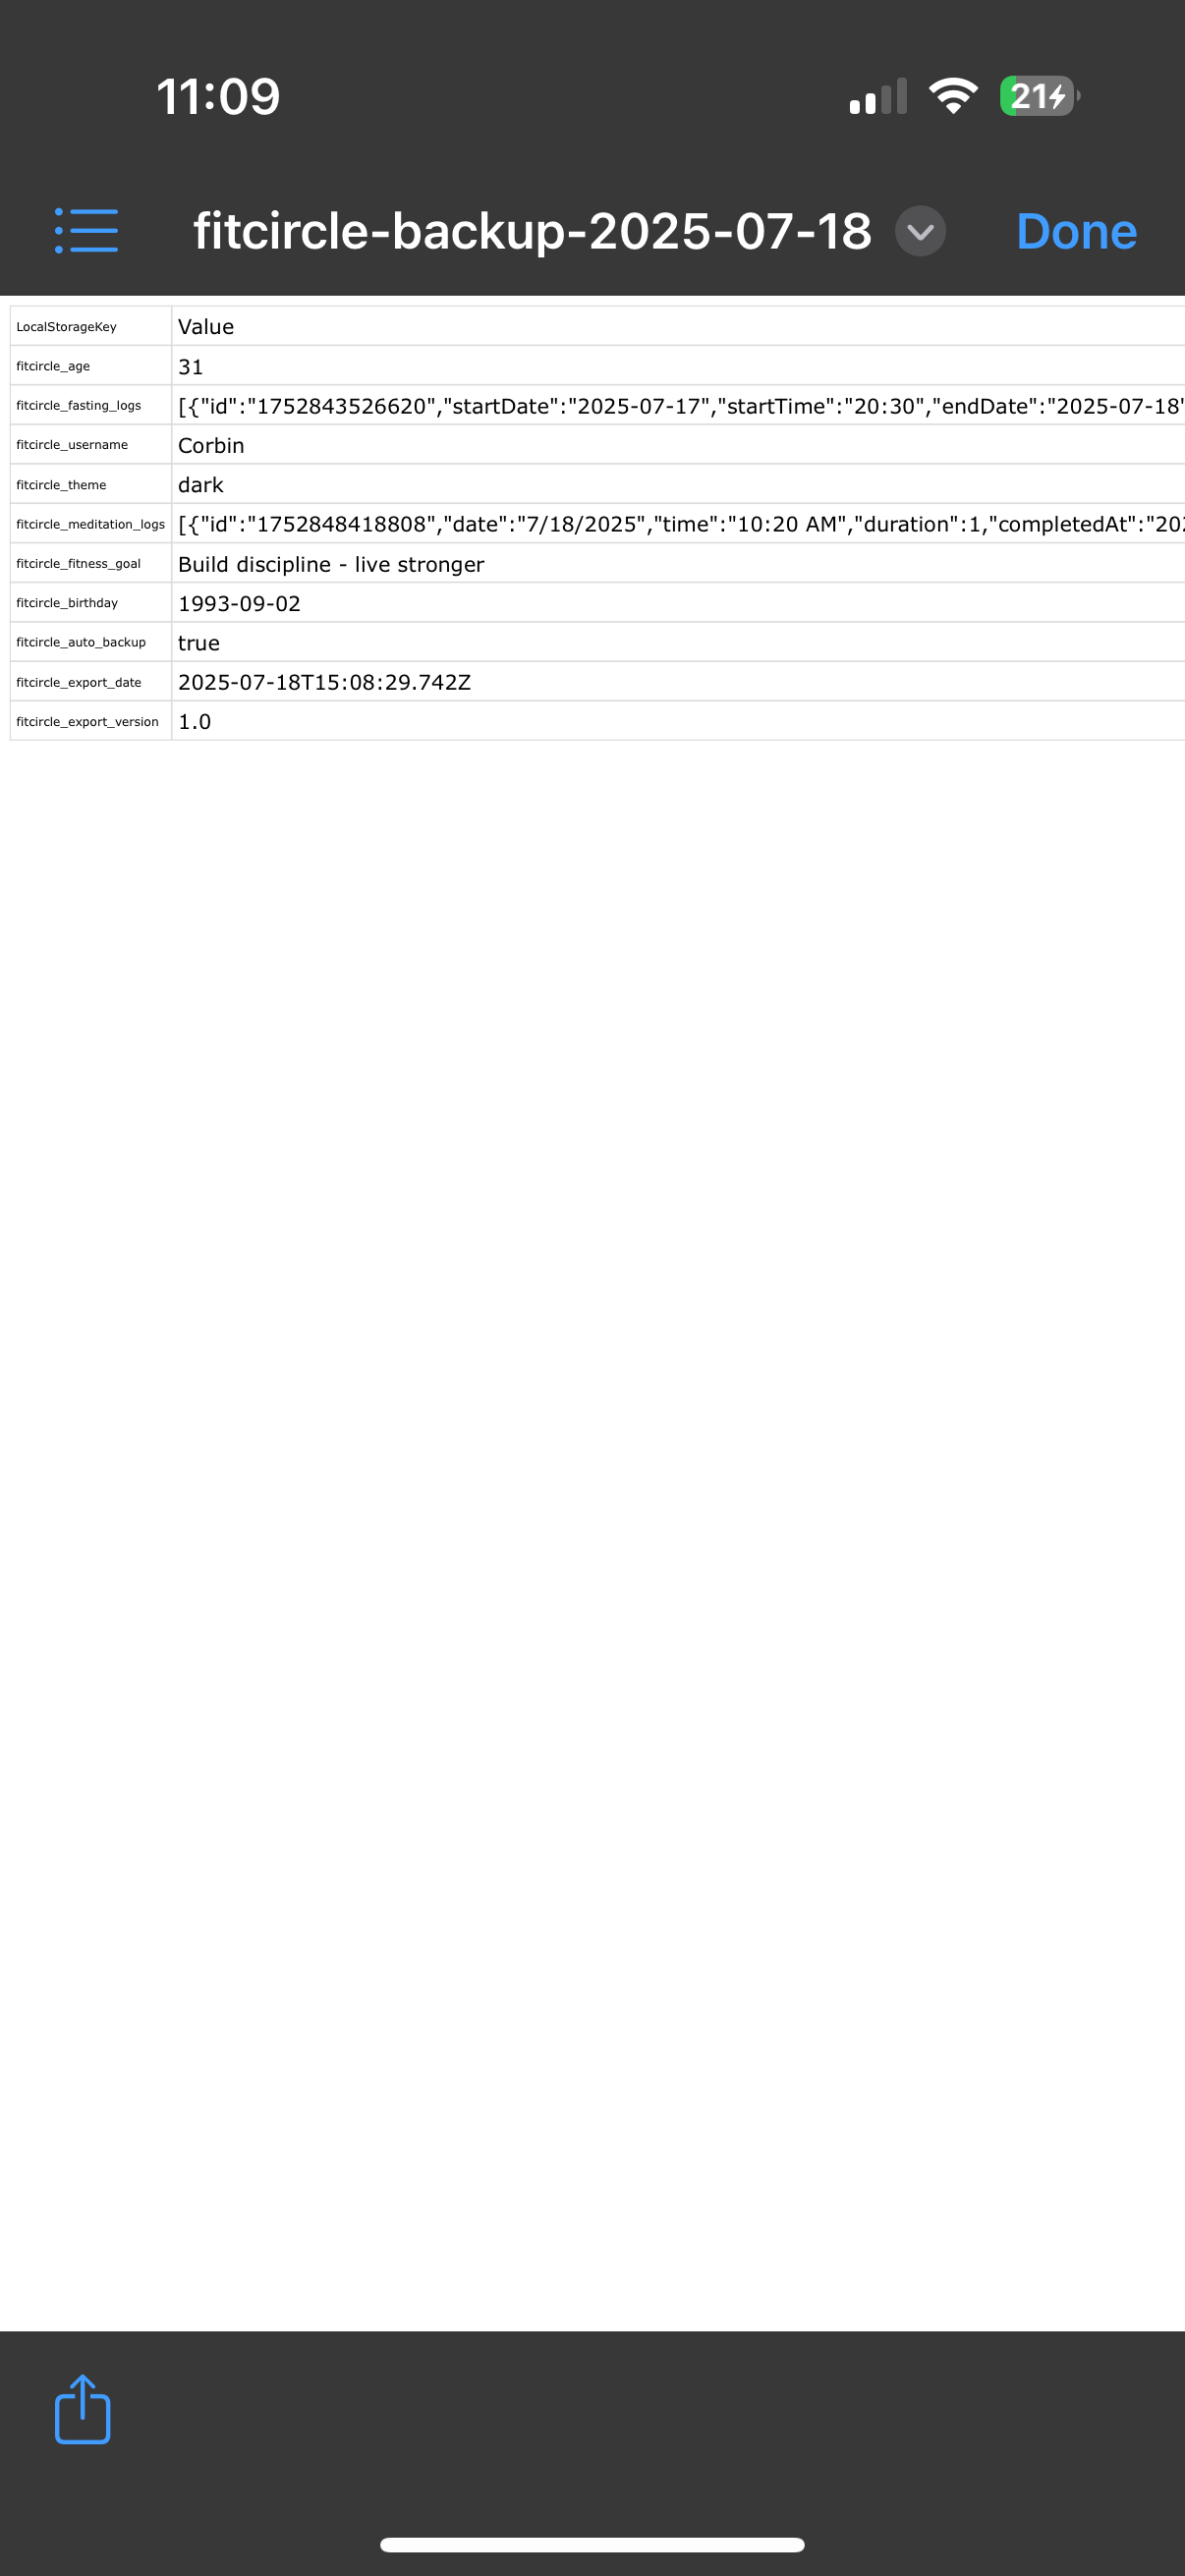 11:09
21
fitcircle-backup-2025-07-18 Done
LocalStorageKey Value
fitcircle_age 31
fitcircle_fasting_logs [{"id":"1752843526620","startDate":"2025-07-17","startTime":"20:30","endDate":"2025-07-18"
fitcircle_username Corbin
fitcircle_theme dark
fitcircle_meditation_logs [{"id":"1752848418808","date":"7/18/2025","time":"10:20 AM","duration":1,"completedAt":"202
fitcircle_fitness_goal Build discipline - live stronger
fitcircle_birthday 1993-09-02
fitcircle_auto_backup true
fitcircle_export_date 2025-07-18T15:08:29.742Z
fitcircle_export_version 1.0